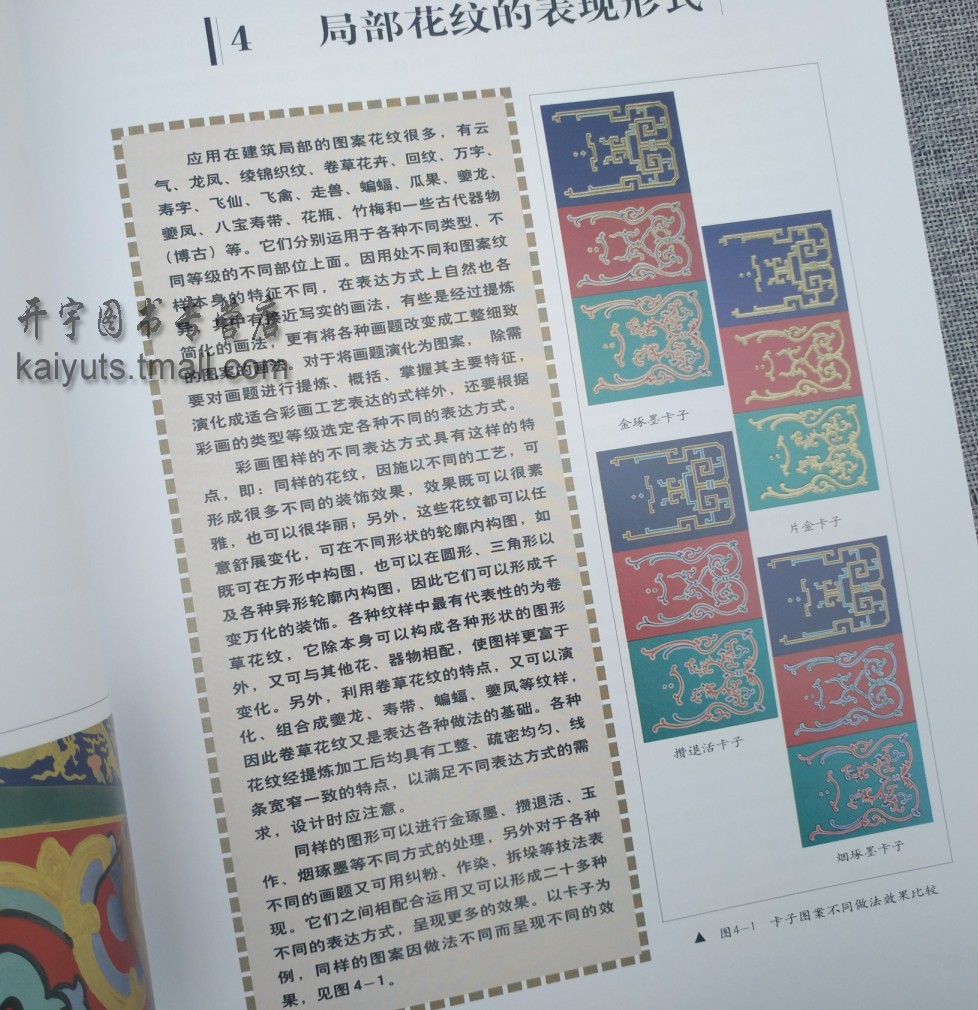 4 局部花纹的表现形式
应用在建筑局部的图案花纹很多，有云
气、龙凤、绫锦织纹、卷草花卉、回纹、万字、
寿字、飞仙、飞禽、走兽、蝙蝠、瓜果、夔龙、
夔凤、八宝寿带、花瓶、竹梅和一些古代器物
（博古）等。它们分别运用于各种不同类型、不
同等级的不同部位上面。因用处不同和图案纹
样本身的特征不同，在表达方式上自然也各
有接近写实的画法，有些是经过提炼
简化的画法，更有将各种画题改变成工整细致
的图案 对于将画题演化为图案，除需
要对画题进行提炼、概括、掌握其主要特征，
演化成适合彩画工艺表达的式样外，还要根据
彩画的类型等级选定各种不同的表达方式。
彩画图样的不同表达方式具有这样的特
点，即：同样的花纹，因施以不同的工艺，可
形成很多不同的装饰效果，效果既可以很素
雅，也可以很华丽；另外，这些花纹都可以任
意舒展变化，可在不同形状的轮廓内构图，如
既可在方形中构图，也可以在圆形、三角形以
及各种异形轮廓内构图，因此它们可以形成千
变万化的装饰。各种纹样中最有代表性的为卷
草花纹，它除本身可以构成各种形状的图形
外，又可与其他花、器物相配，使图样更富于
变化。另外，利用卷草花纹的特点，又可以演
化、组合成夔龙、寿带、蝙蝠、夔凤等纹样，
因此卷草花纹又是表达各种做法的基础。各种
花纹经提炼加工后均具有工整、疏密均匀、线
条宽窄一致的特点，以满足不同表达方式的需
求，设计时应注意。
同样的图形可以进行金琢墨、攒退活、玉
作、烟琢墨等不同方式的处理，另外对于各种
不同的画题又可用纠粉、作染、拆垛等技法表
现。它们之间相配合运用又可以形成二十多种
不同的表达方式，呈现更多的效果。以卡子为
例，同样的图案因做法不同而呈现不同的效
果，见图4-1。
金琢墨卡子
片金卡子
攒退活卡子
烟琢墨卡子
▲ 图4-1 卡子图案不同做法效果比较
开宇图书专营店
kaiyuts.tmall.com